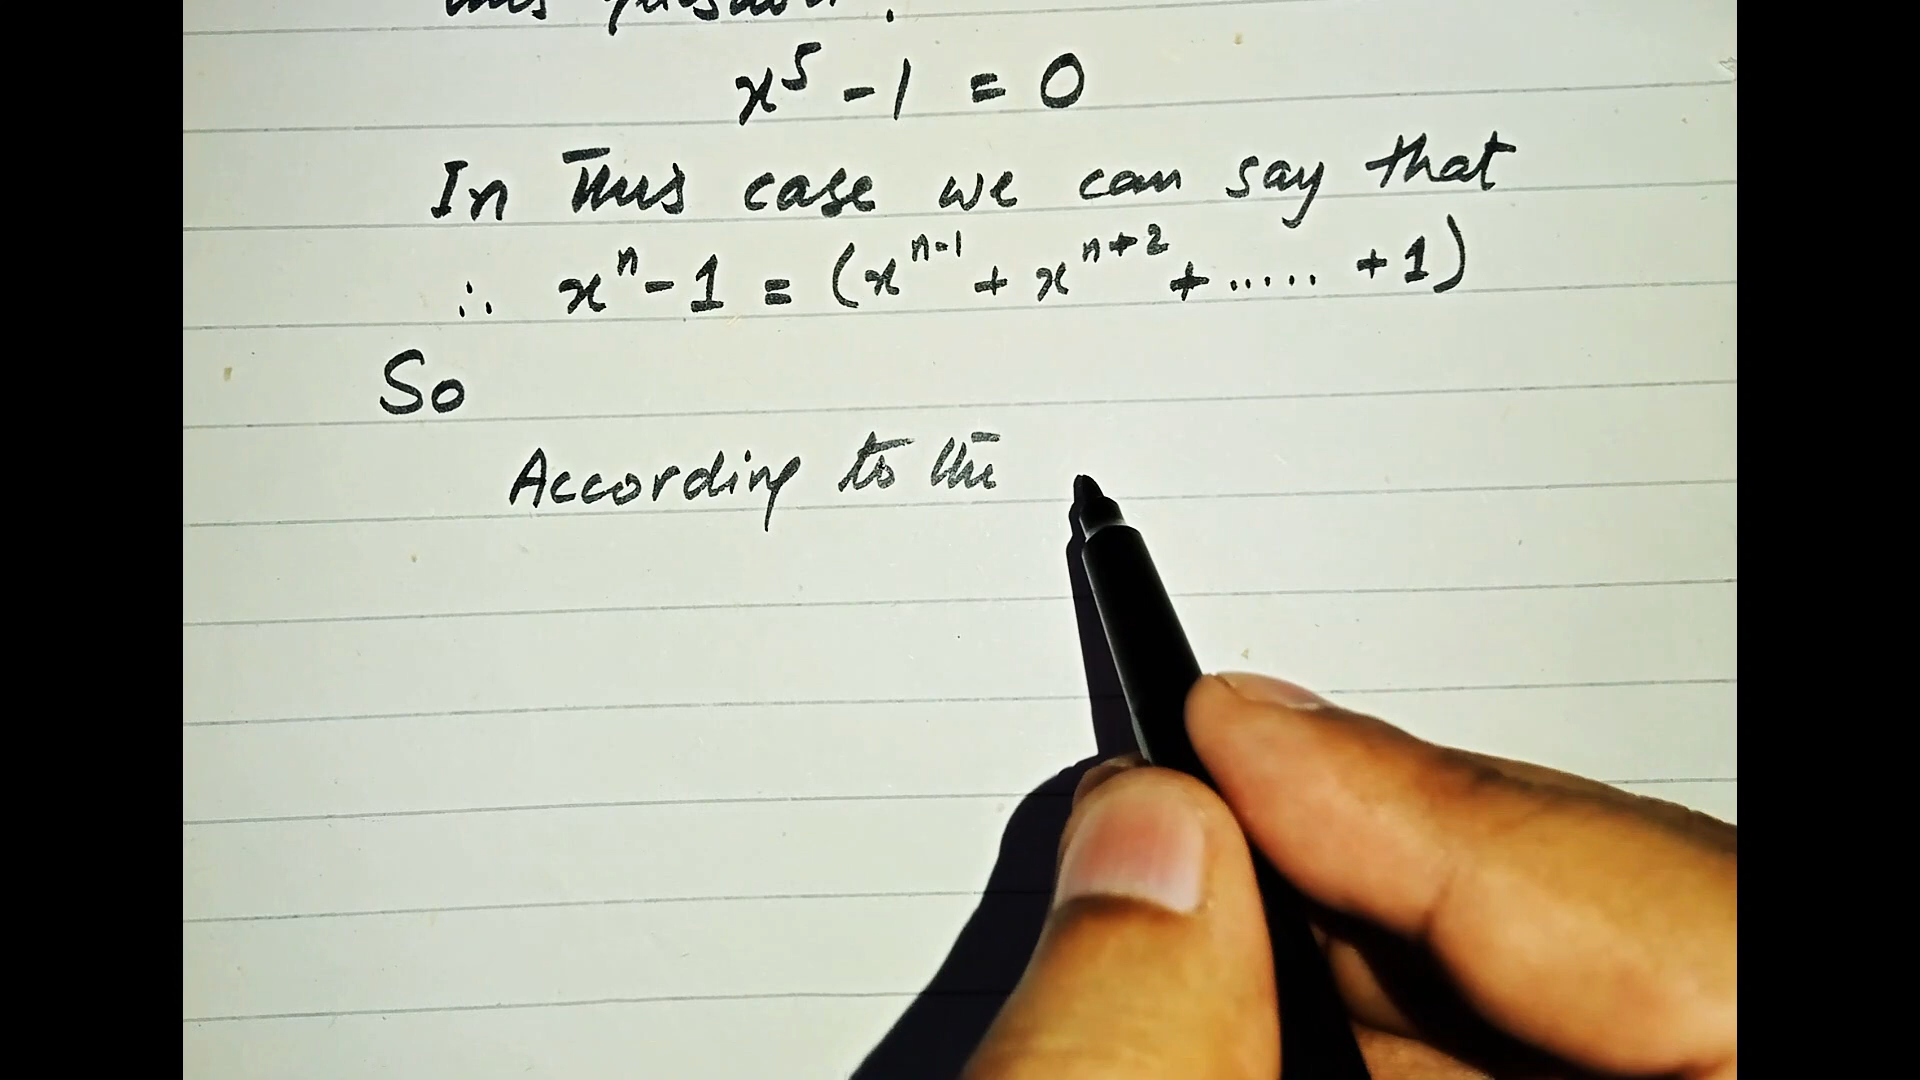 x⁵ - 1 = 0
In This case we can say that
∴ xⁿ - 1 = (xⁿ⁻¹ + xⁿ⁺² + ..... + 1)
So
According to the